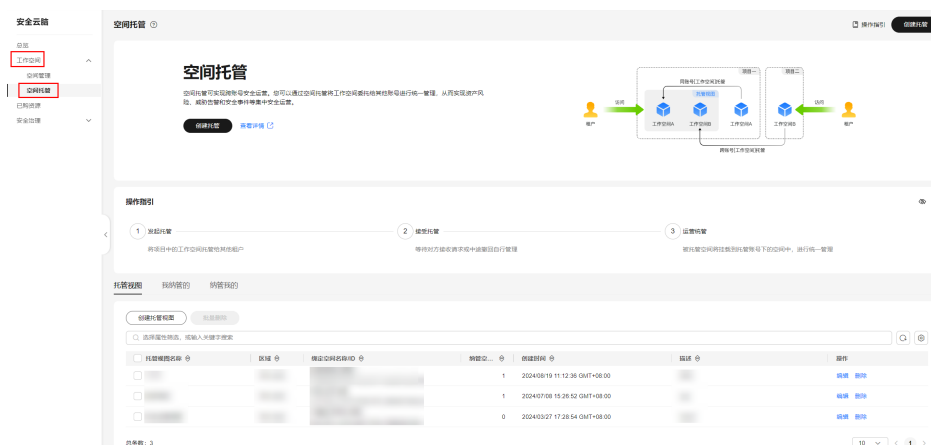 安全云脑
总览
工作空间
空间管理
空间托管
已购资源
安全治理
空间托管
操作指引
创建托管
空间托管
空间托管可实现跨账号安全运营。您可以通过空间托管将工作空间委托给其他账号进行统一管理，从而实现资产风
险、威胁告警和安全事件等集中安全运营。
创建托管
查看详情
项目一
项目二
跨账号工作空间托管
托管视图
访问
访问
租户
工作空间A
工作空间B
工作空间A
工作空间B
租户
跨账号工作空间托管
操作指引
1 发起托管
将项目中的工作空间托管给其他租户
2 接受托管
等待对方接收请求或中途撤回自行管理
3 运营纳管
被托管空间将挂载到托管账号下的空间中，进行统一管理
托管视图 我纳管的 纳管我的
创建托管视图 批量删除
选择属性筛选，或输入关键字搜索
托管视图名称 区域 绑定空间名称/ID 纳管空... 创建时间 描述 操作
1 2024/08/19 11:12:36 GMT+08:00 编辑 删除
1 2024/07/08 15:26:52 GMT+08:00 编辑 删除
0 2024/03/27 17:28:54 GMT+08:00 编辑 删除
总条数：3
10 1